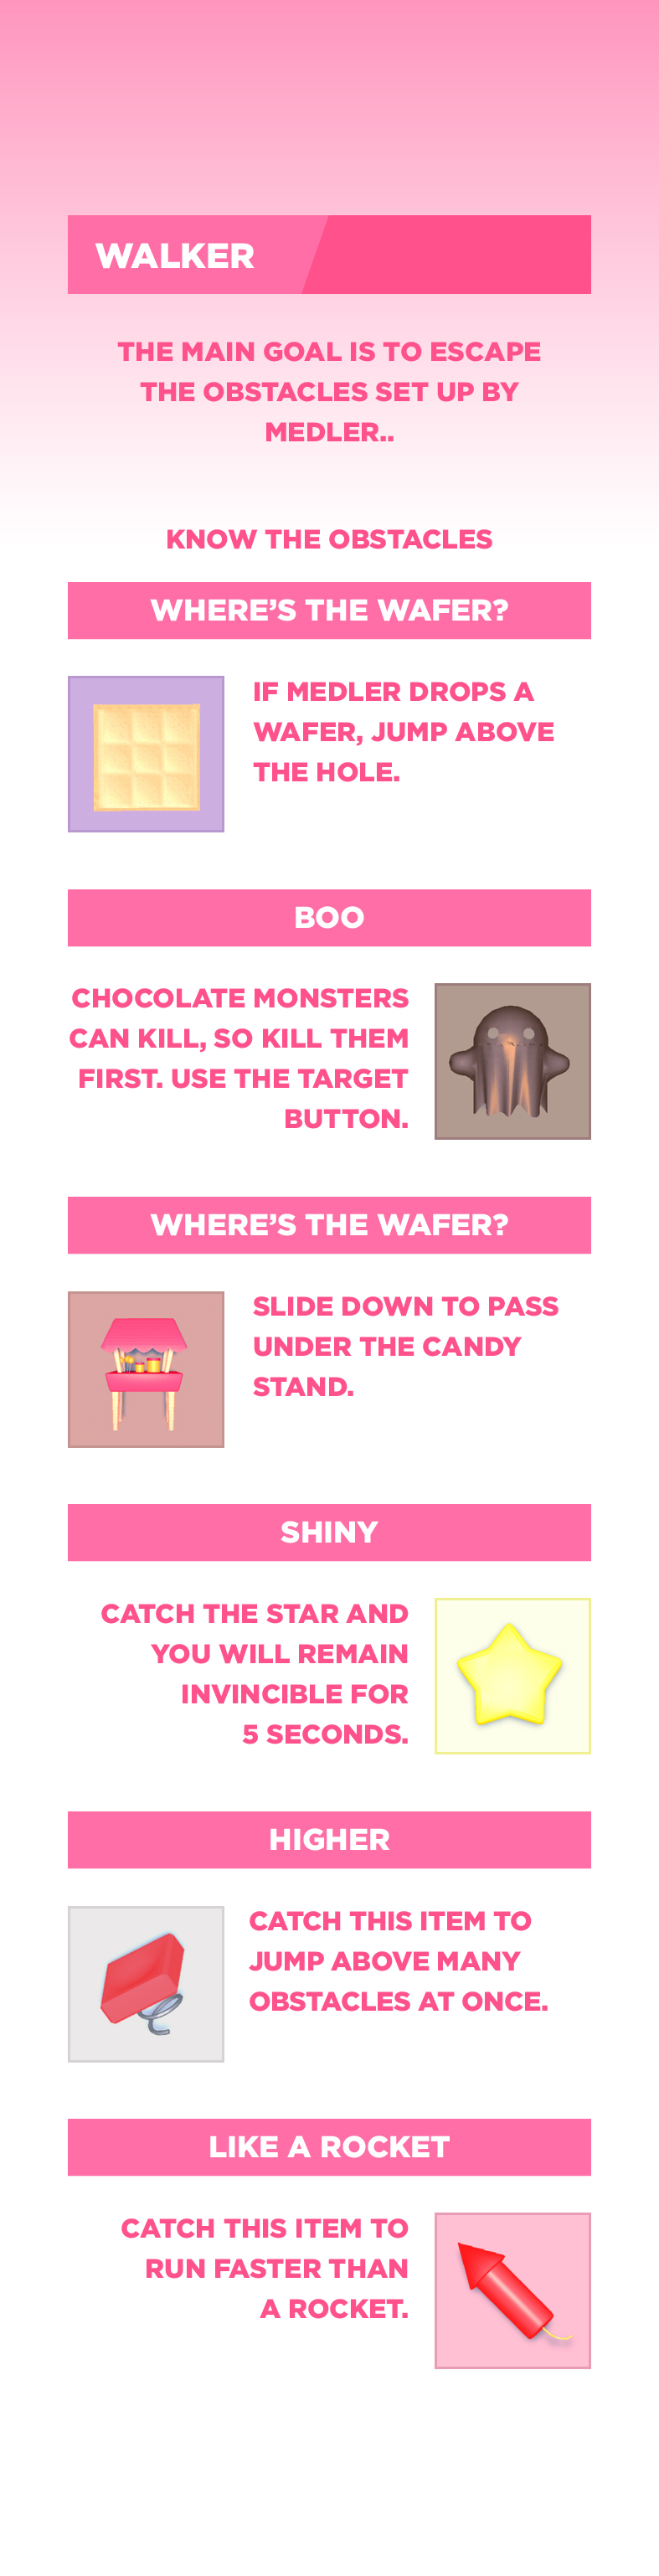 WALKER
THE MAIN GOAL IS TO ESCAPE
THE OBSTACLES SET UP BY
MEDLER..
KNOW THE OBSTACLES
WHERE’S THE WAFER?
IF MEDLER DROPS A
WAFER, JUMP ABOVE
THE HOLE.
BOO
CHOCOLATE MONSTERS
CAN KILL, SO KILL THEM
FIRST. USE THE TARGET
BUTTON.
WHERE’S THE WAFER?
SLIDE DOWN TO PASS
UNDER THE CANDY
STAND.
SHINY
CATCH THE STAR AND
YOU WILL REMAIN
INVINCIBLE FOR
5 SECONDS.
HIGHER
CATCH THIS ITEM TO
JUMP ABOVE MANY
OBSTACLES AT ONCE.
LIKE A ROCKET
CATCH THIS ITEM TO
RUN FASTER THAN
A ROCKET.